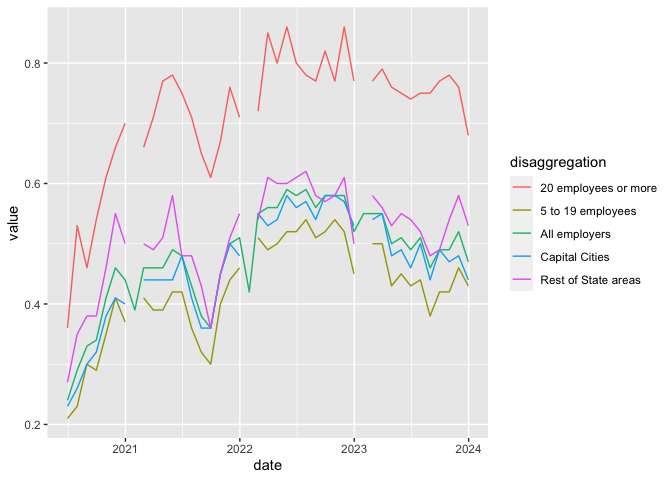 0.8
0.6
0.4
0.2
value
2021
2022
2023
2024
date
disaggregation
20 employees or more
5 to 19 employees
All employers
Capital Cities
Rest of State areas